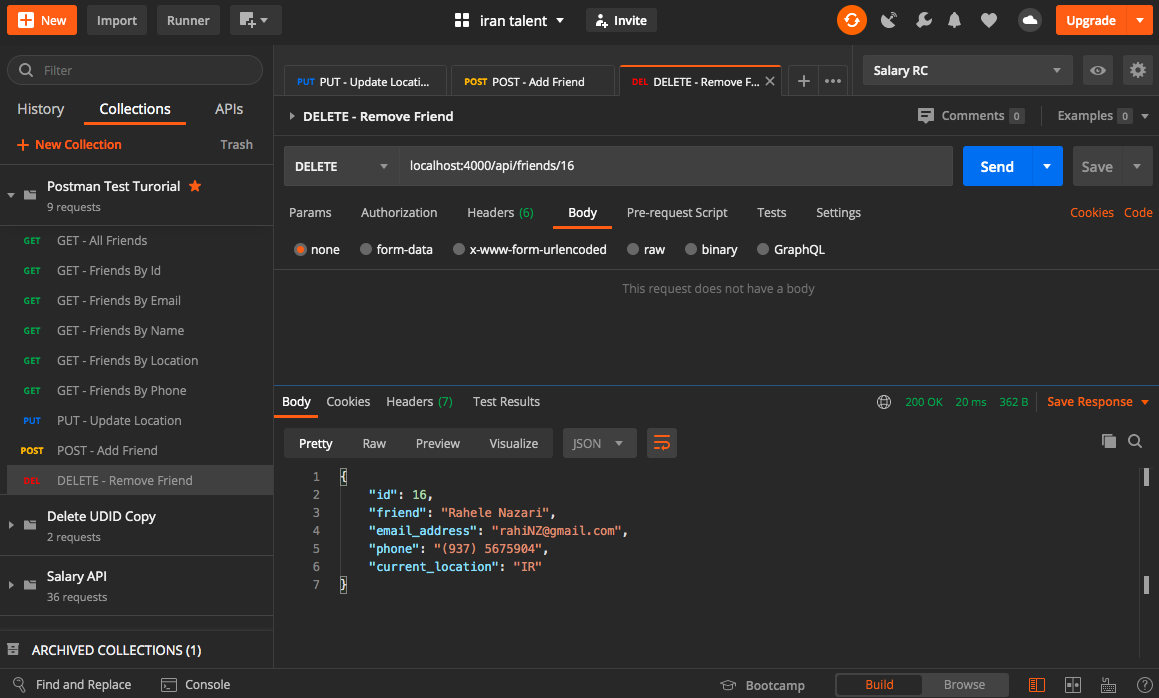 New Import Runner iran talent Invite Upgrade
Filter
PUT PUT - Update Locati... POST POST - Add Friend DEL DELETE - Remove F... Salary RC
History Collections APIs
DELETE - Remove Friend Comments 0 Examples 0
+ New Collection Trash
DELETE localhost:4000/api/friends/16 Send Save
Postman Test Turorial
9 requests
Params Authorization Headers (6) Body Pre-request Script Tests Settings Cookies Code
none form-data x-www-form-urlencoded raw binary GraphQL
This request does not have a body
GET GET - All Friends
GET GET - Friends By Id
GET GET - Friends By Email
GET GET - Friends By Name
GET GET - Friends By Location
GET GET - Friends By Phone
PUT PUT - Update Location
POST POST - Add Friend
DEL DELETE - Remove Friend
Delete UDID Copy
2 requests
Salary API
36 requests
ARCHIVED COLLECTIONS (1)
Body Cookies Headers (7) Test Results 200 OK 20 ms 362 B Save Response
Pretty Raw Preview Visualize JSON
1 {
2 "id": 16,
3 "friend": "Rahele Nazari",
4 "email_address": "rahiNZ@gmail.com",
5 "phone": "(937) 5675904",
6 "current_location": "IR"
7 }
Find and Replace Console Bootcamp Build Browse